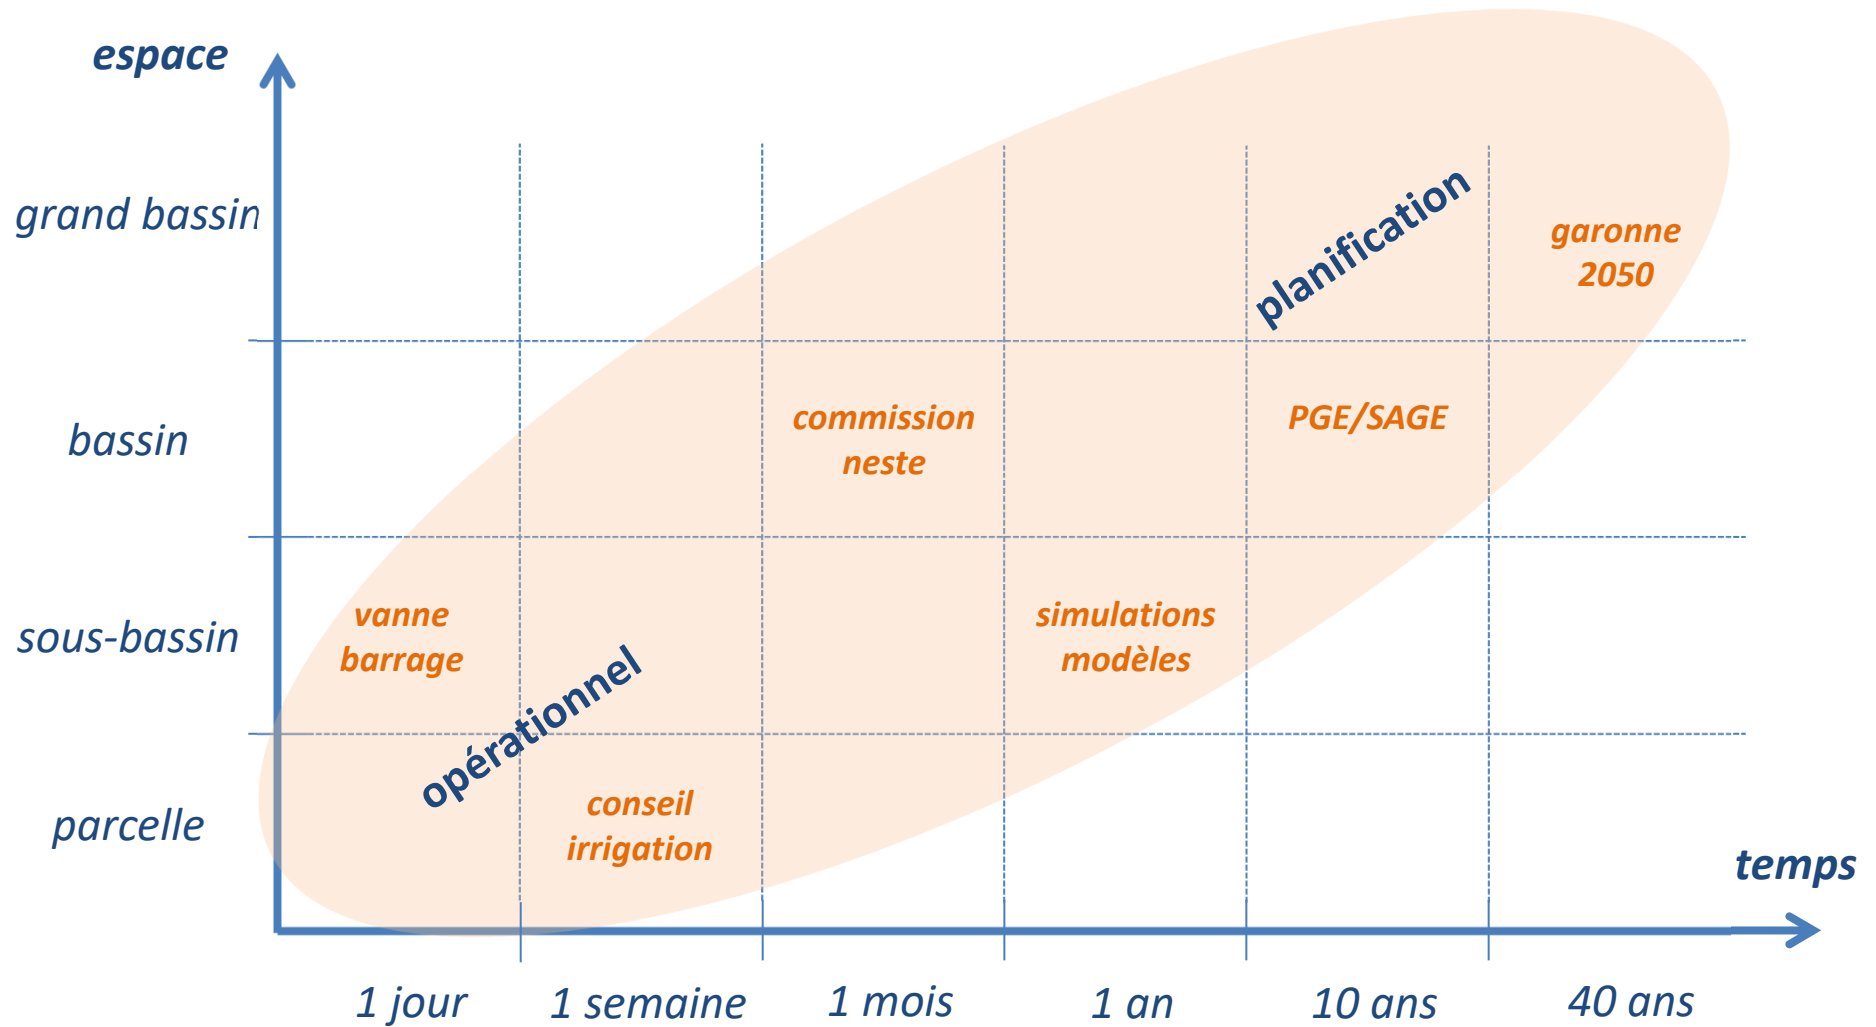 espace
grand bassin
planification
garonne
2050
bassin
commission
neste
PGE/SAGE
sous-bassin
vanne
barrage
opérationnel
simulations
modèles
parcelle
conseil
irrigation
temps
1 jour
1 semaine
1 mois
1 an
10 ans
40 ans